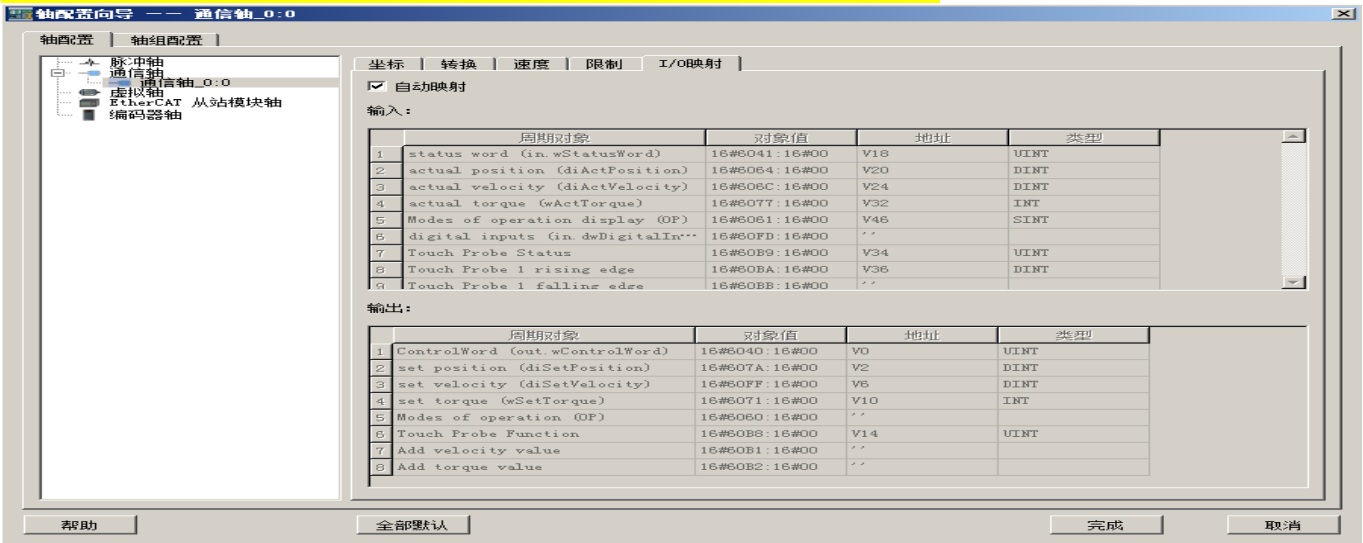 轴配置向导 —— 通信轴_0:0
轴配置 轴组配置
脉冲轴
通信轴
通信轴_0:0
虚拟轴
EtherCAT 从站模块轴
编码器轴
坐标 转换 速度 限制 I/O映射
自动映射
输入:
周期对象 对象值 地址 类型
1 status word (in.wStatusWord) 16#6041:16#00 V18 UINT
2 actual position (diActPosition) 16#6064:16#00 V20 DINT
3 actual velocity (diActVelocity) 16#606C:16#00 V24 DINT
4 actual torque (wActTorque) 16#6077:16#00 V32 INT
5 Modes of operation display (OP) 16#6061:16#00 V46 SINT
6 digital inputs (in.dwDigitalIn··· 16#60FD:16#00 ''
7 Touch Probe Status 16#60B9:16#00 V34 UINT
8 Touch Probe 1 rising edge 16#60BA:16#00 V36 DINT
9 Touch Probe 1 falling edge 16#60BB:16#00 ''
输出:
周期对象 对象值 地址 类型
1 ControlWord (out.wControlWord) 16#6040:16#00 V0 UINT
2 set position (diSetPosition) 16#607A:16#00 V2 DINT
3 set velocity (diSetVelocity) 16#60FF:16#00 V6 DINT
4 set torque (wSetTorque) 16#6071:16#00 V10 INT
5 Modes of operation (OP) 16#6060:16#00 ''
6 Touch Probe Function 16#60B8:16#00 V14 UINT
7 Add velocity value 16#60B1:16#00 ''
8 Add torque value 16#60B2:16#00 ''
帮助 全部默认 完成 取消